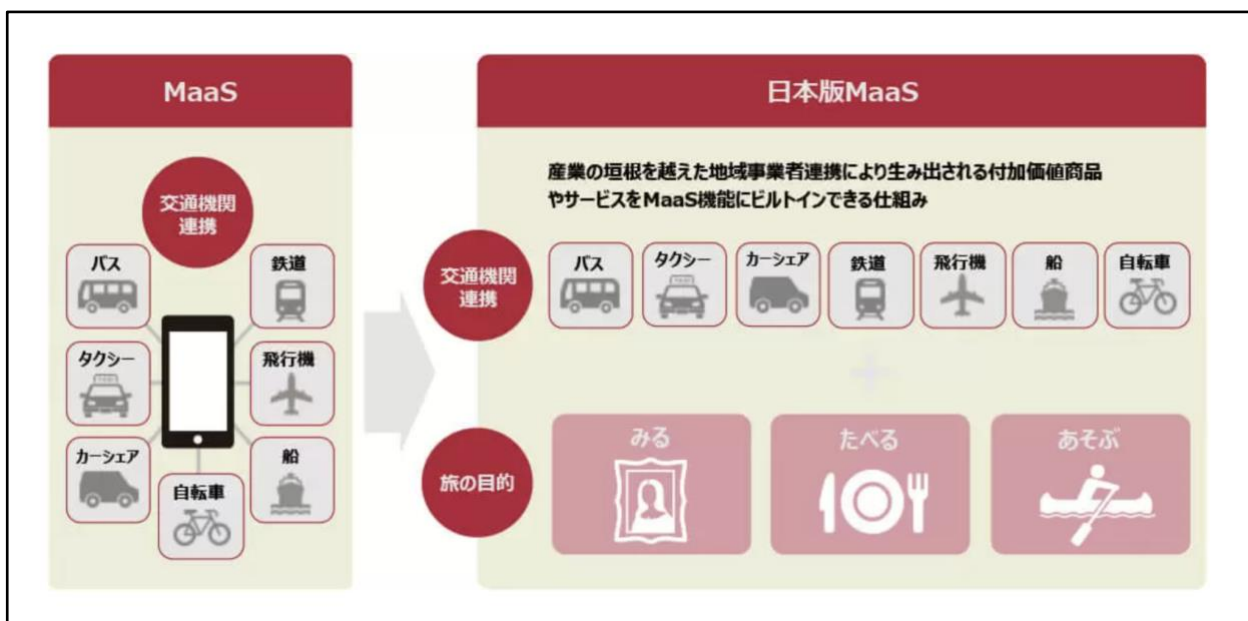 MaaS
交通機関
連携
バス
鉄道
タクシー
飛行機
カーシェア
船
自転車
日本版MaaS
産業の垣根を越えた地域事業者連携により生み出される付加価値商品
やサービスをMaaS機能にビルトインできる仕組み
交通機関
連携
バス
タクシー
TAXI
カーシェア
鉄道
飛行機
船
自転車
旅の目的
みる
たべる
あそぶ